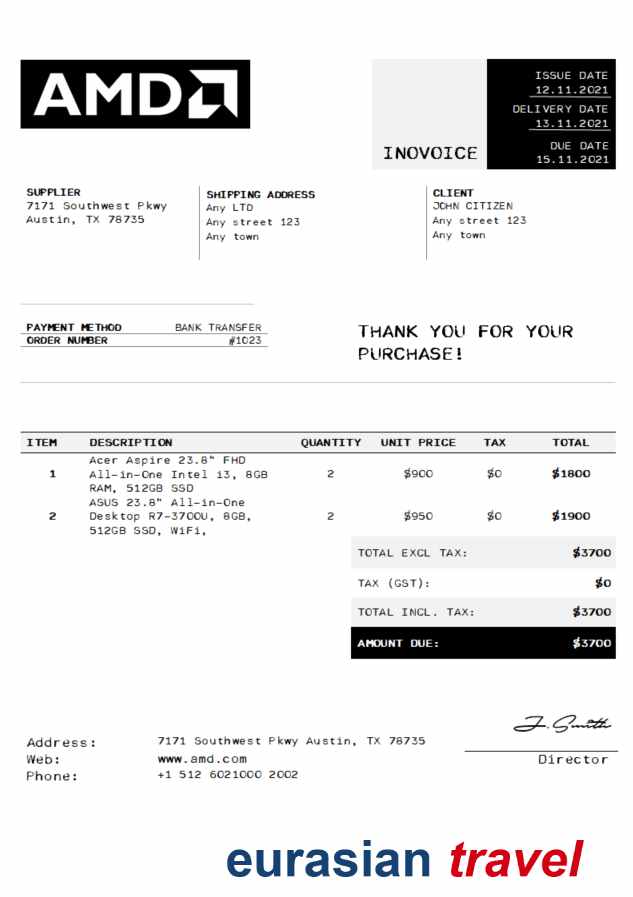 AMD
ISSUE DATE
12.11.2021
DELIVERY DATE
13.11.2021
DUE DATE
15.11.2021
INOVOICE
SUPPLIER
7171 Southwest Pkwy
Austin, TX 78735
SHIPPING ADDRESS
Any LTD
Any street 123
Any town
CLIENT
JOHN CITIZEN
Any street 123
Any town
PAYMENT METHOD BANK TRANSFER
ORDER NUMBER #1023
THANK YOU FOR YOUR
PURCHASE!
ITEM DESCRIPTION QUANTITY UNIT PRICE TAX TOTAL
Acer Aspire 23.8" FHD
1 All-in-One Intel i3, 8GB 2 $900 $0 $1800
RAM, 512GB SSD
ASUS 23.8" All-in-One
2 Desktop R7-3700U, 8GB, 2 $950 $0 $1900
512GB SSD, WiFi,
TOTAL EXCL TAX: $3700
TAX (GST): $0
TOTAL INCL. TAX: $3700
AMOUNT DUE: $3700
J. Smith
Address: 7171 Southwest Pkwy Austin, TX 78735
Web: www.amd.com
Phone: +1 512 6021000 2002
Director
eurasian travel